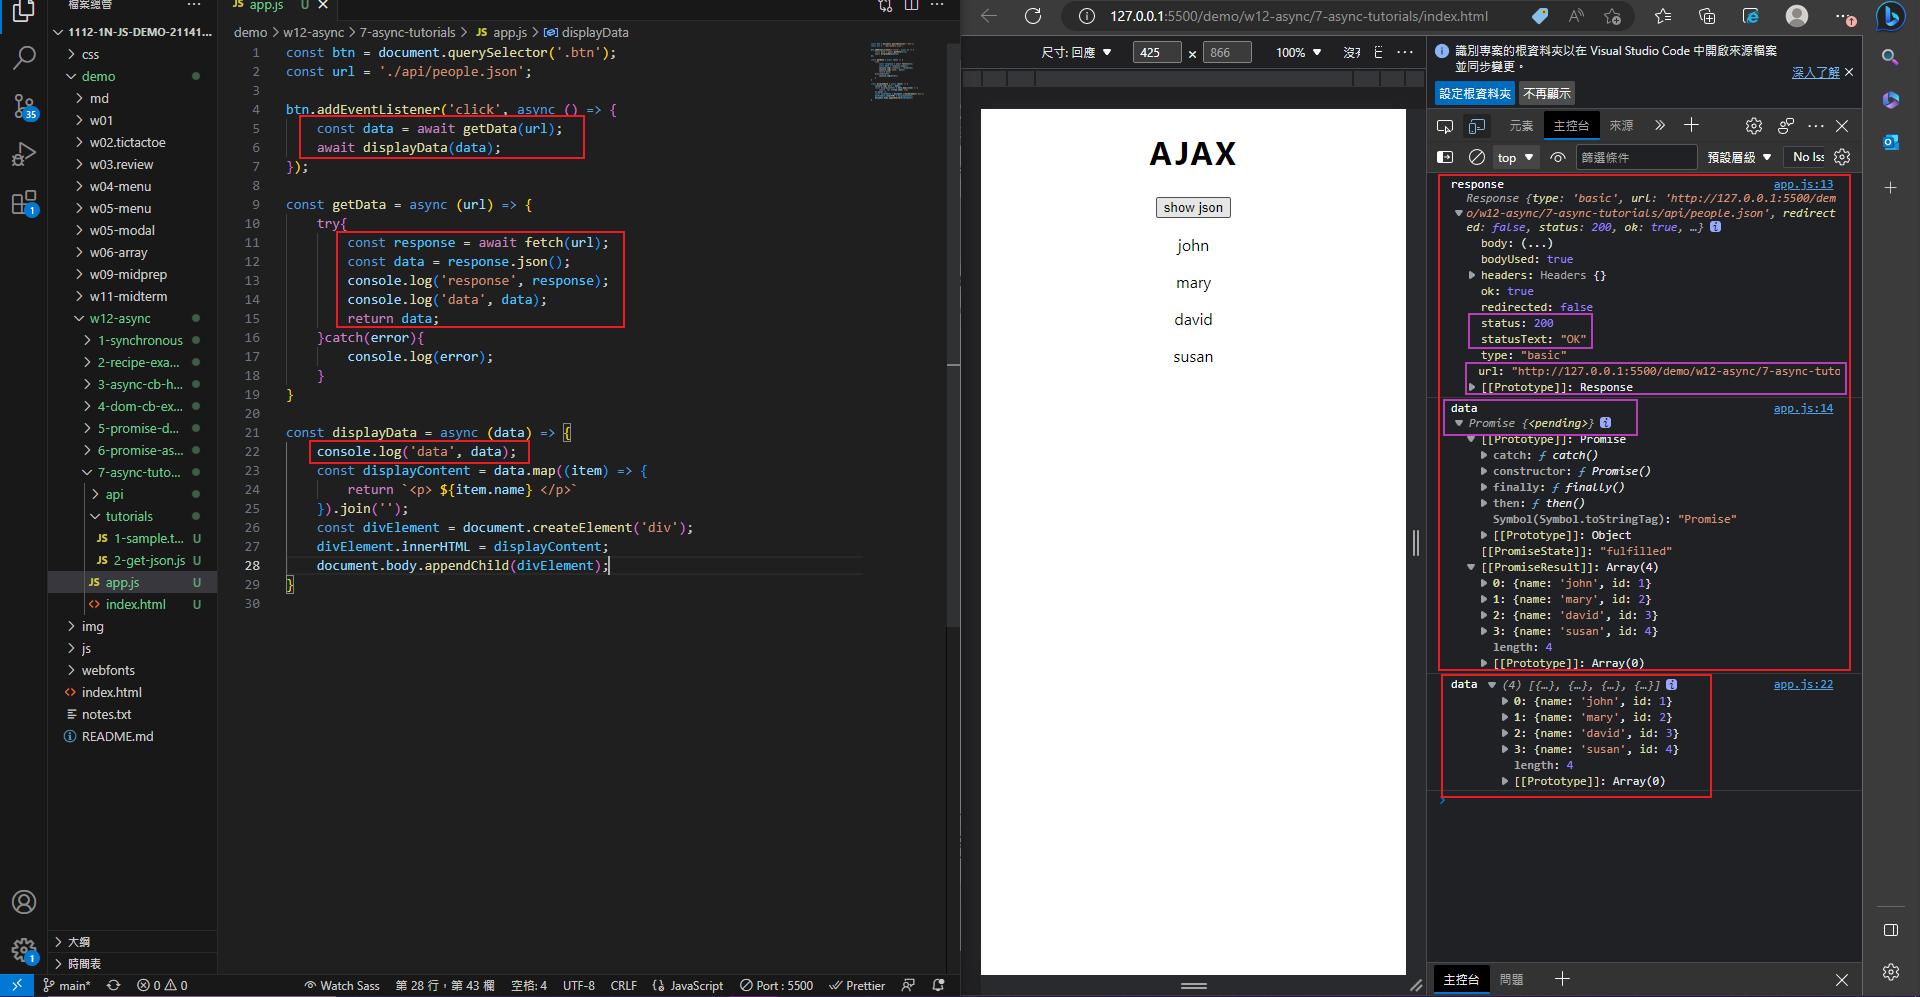 檔案總管
1112-1N-JS-DEMO-21141...
css
demo
md
w01
w02.tictactoe
w03.review
w04-menu
w05-menu
w05-modal
w06-array
w09-midprep
w11-midterm
w12-async
1-synchronous
2-recipe-exa...
3-async-cb-h...
4-dom-cb-ex...
5-promise-d...
6-promise-as...
7-async-tuto...
api
tutorials
JS 1-sample.t... U
JS 2-get-json.js U
JS app.js U
<> index.html U
img
js
webfonts
<> index.html
notes.txt
README.md
大綱
時間表
35
1
1
JS app.js U
demo > w12-async > 7-async-tutorials > JS app.js > displayData
1 const btn = document.querySelector('.btn');
2 const url = './api/people.json';
3
4 btn.addEventListener('click', async () => {
5 const data = await getData(url);
6 await displayData(data);
7 });
8
9 const getData = async (url) => {
10 try{
11 const response = await fetch(url);
12 const data = response.json();
13 console.log('response', response);
14 console.log('data', data);
15 return data;
16 }catch(error){
17 console.log(error);
18 }
19 }
20
21 const displayData = async (data) => {
22 console.log('data', data);
23 const displayContent = data.map((item) => {
24 return `<p> ${item.name} </p>`
25 }).join('');
26 const divElement = document.createElement('div');
27 divElement.innerHTML = displayContent;
28 document.body.appendChild(divElement);
29 }
30
main* 0 0 Watch Sass 第 28 行，第 43 欄 空格: 4 UTF-8 CRLF {} JavaScript Port : 5500 Prettier
127.0.0.1:5500/demo/w12-async/7-async-tutorials/index.html
尺寸: 回應 425 × 866 100%
AJAX
show json
john
mary
david
susan
識別專案的根資料夾以在 Visual Studio Code 中開啟來源檔案
並同步變更。
深入了解
設定根資料夾 不再顯示
元素 主控台 來源
top 篩選條件 預設層級 No Iss
response app.js:13
Response {type: 'basic', url: 'http://127.0.0.1:5500/dem
o/w12-async/7-async-tutorials/api/people.json', redirect
ed: false, status: 200, ok: true, …}
body: (...)
bodyUsed: true
headers: Headers {}
ok: true
redirected: false
status: 200
statusText: "OK"
type: "basic"
url: "http://127.0.0.1:5500/demo/w12-async/7-async-tuto
[[Prototype]]: Response
data app.js:14
Promise {<pending>}
[[Prototype]]: Promise
catch: ƒ catch()
constructor: ƒ Promise()
finally: ƒ finally()
then: ƒ then()
Symbol(Symbol.toStringTag): "Promise"
[[Prototype]]: Object
[[PromiseState]]: "fulfilled"
[[PromiseResult]]: Array(4)
0: {name: 'john', id: 1}
1: {name: 'mary', id: 2}
2: {name: 'david', id: 3}
3: {name: 'susan', id: 4}
length: 4
[[Prototype]]: Array(0)
data (4) [{…}, {…}, {…}, {…}] app.js:22
0: {name: 'john', id: 1}
1: {name: 'mary', id: 2}
2: {name: 'david', id: 3}
3: {name: 'susan', id: 4}
length: 4
[[Prototype]]: Array(0)
主控台 問題